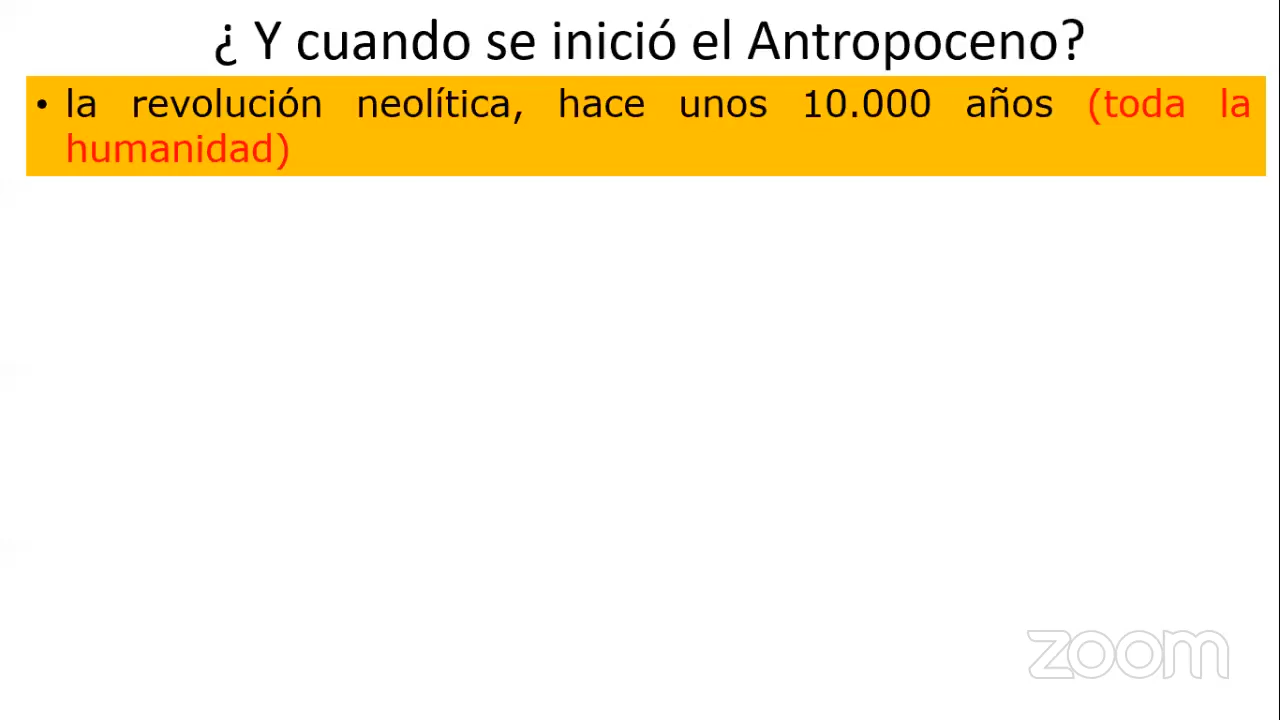 ¿ Y cuando se inició el Antropoceno?
• la revolución neolítica, hace unos 10.000 años (toda la
humanidad)
zoom